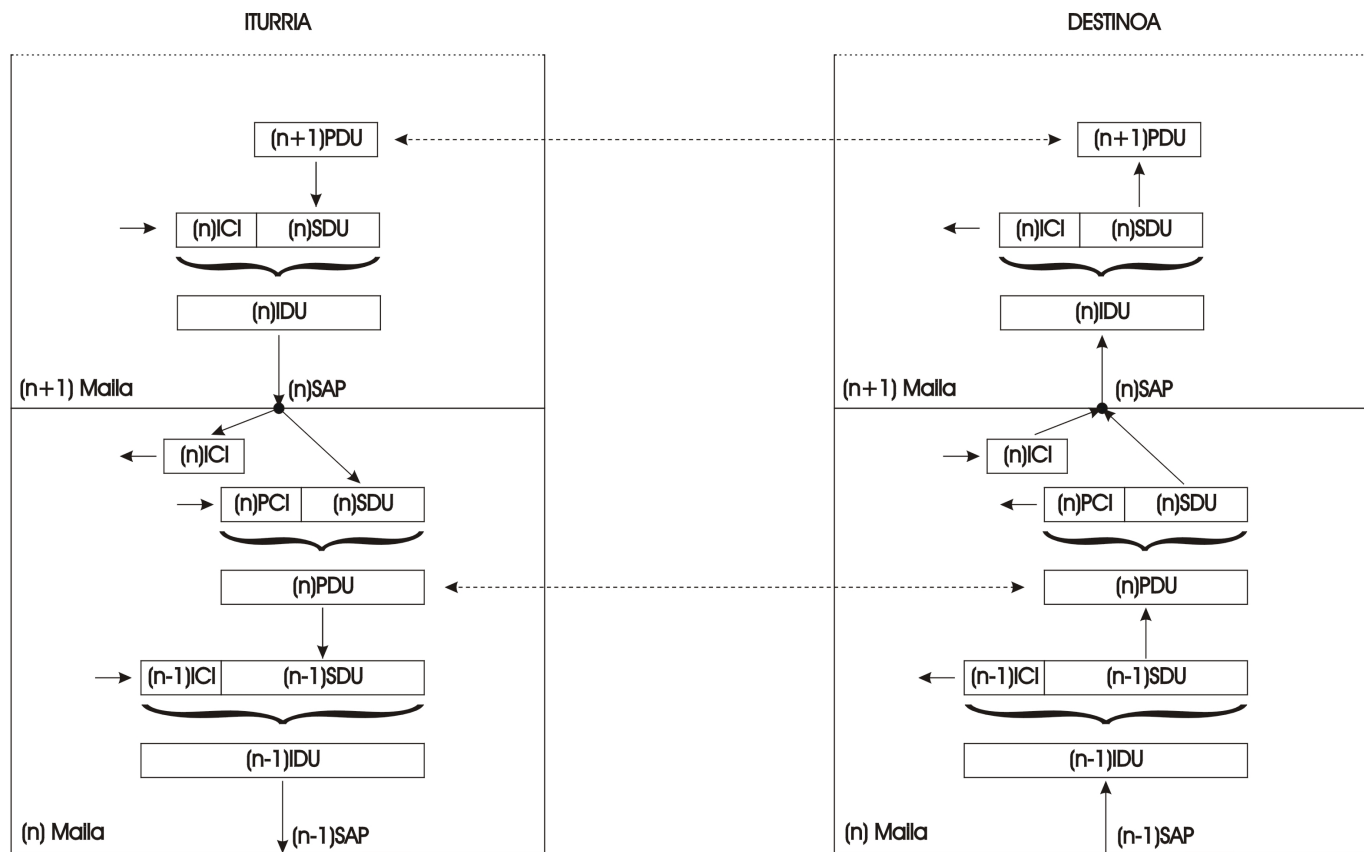 ITURRIA
DESTINOA
(n+1)PDU
(n+1)PDU
(n)ICI (n)SDU
(n)ICI (n)SDU
(n)IDU
(n)IDU
(n+1) Maila (n)SAP
(n+1) Maila (n)SAP
(n)ICI
(n)ICI
(n)PCI (n)SDU
(n)PCI (n)SDU
(n)PDU
(n)PDU
(n-1)ICI (n-1)SDU
(n-1)ICI (n-1)SDU
(n-1)IDU
(n-1)IDU
(n) Maila (n-1)SAP
(n) Maila (n-1)SAP